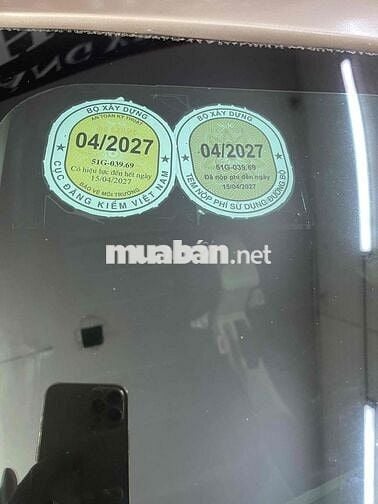 BỘ XÂY DỰNG
AN TOÀN KỸ THUẬT
04/2027
51G-039.69
Có hiệu lực đến hết ngày
15/04/2027
BẢO VỆ MÔI TRƯỜNG
CỤC ĐĂNG KIỂM VIỆT NAM
BỘ XÂY DỰNG
04/2027
51G-039.69
Đã nộp phí đến ngày
15/04/2027
TEM NỘP PHÍ SỬ DỤNG ĐƯỜNG BỘ
muaban.net